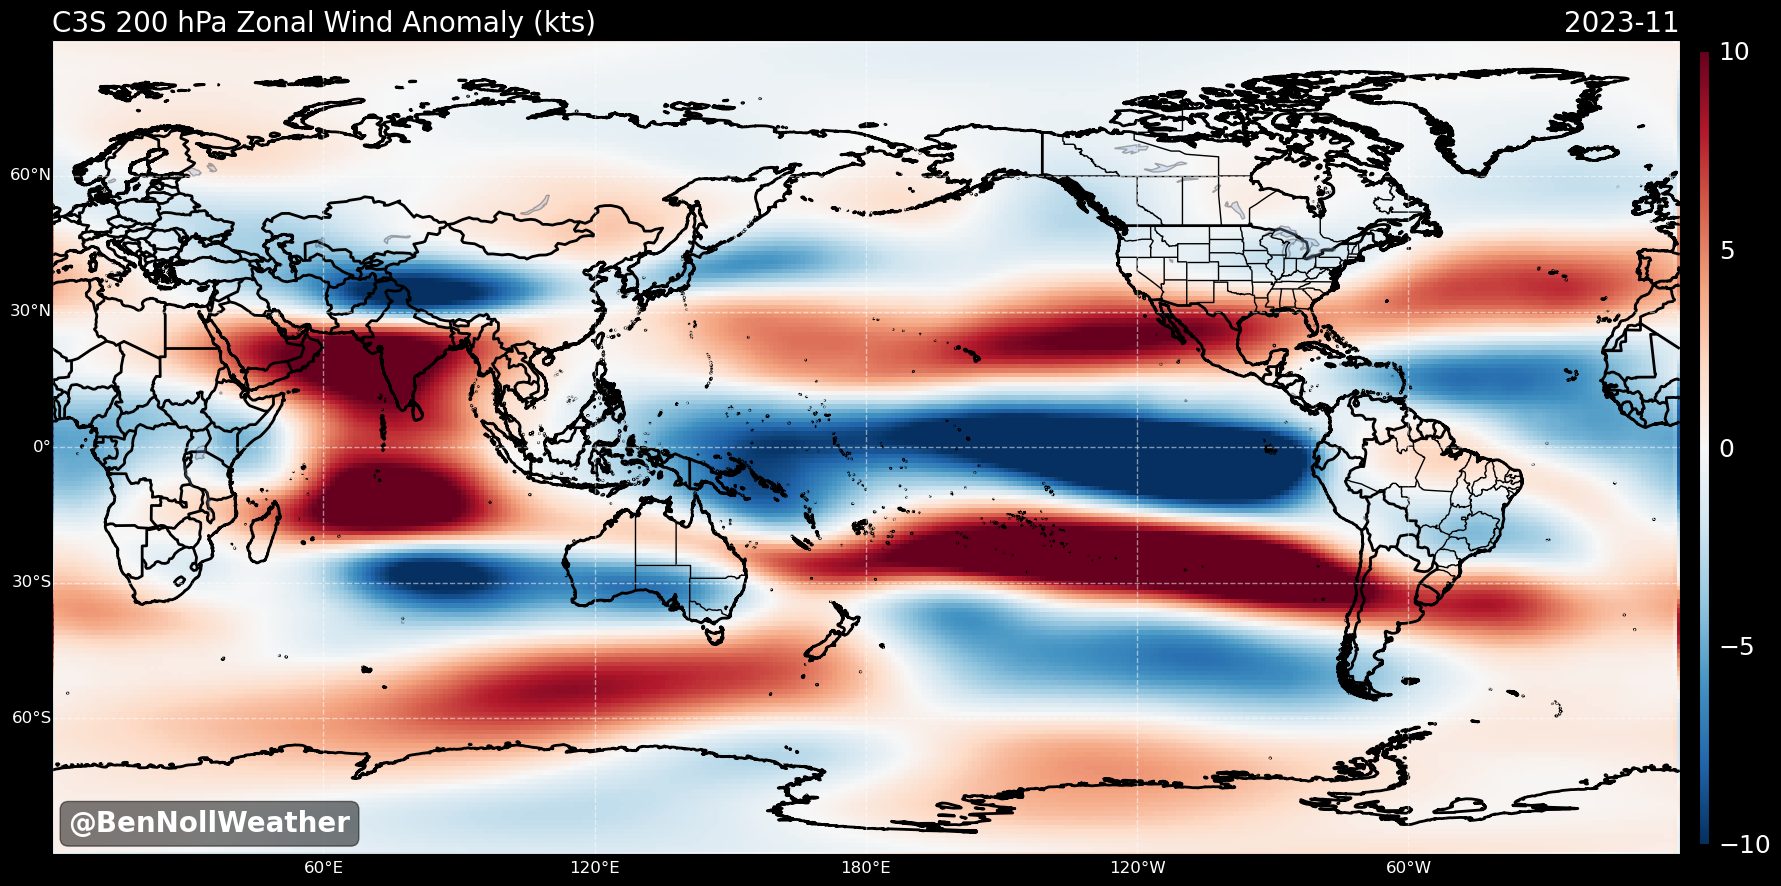 C3S 200 hPa Zonal Wind Anomaly (kts)
2023-11
10
5
0
−5
−10
60°N
30°N
0°
30°S
60°S
@BenNollWeather
60°E
120°E
180°E
120°W
60°W